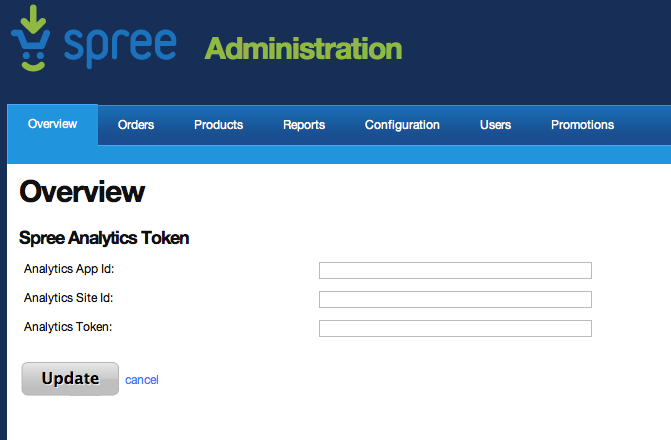 spree Administration
Overview Orders Products Reports Configuration Users Promotions
Overview
Spree Analytics Token
Analytics App Id:
Analytics Site Id:
Analytics Token:
Update cancel